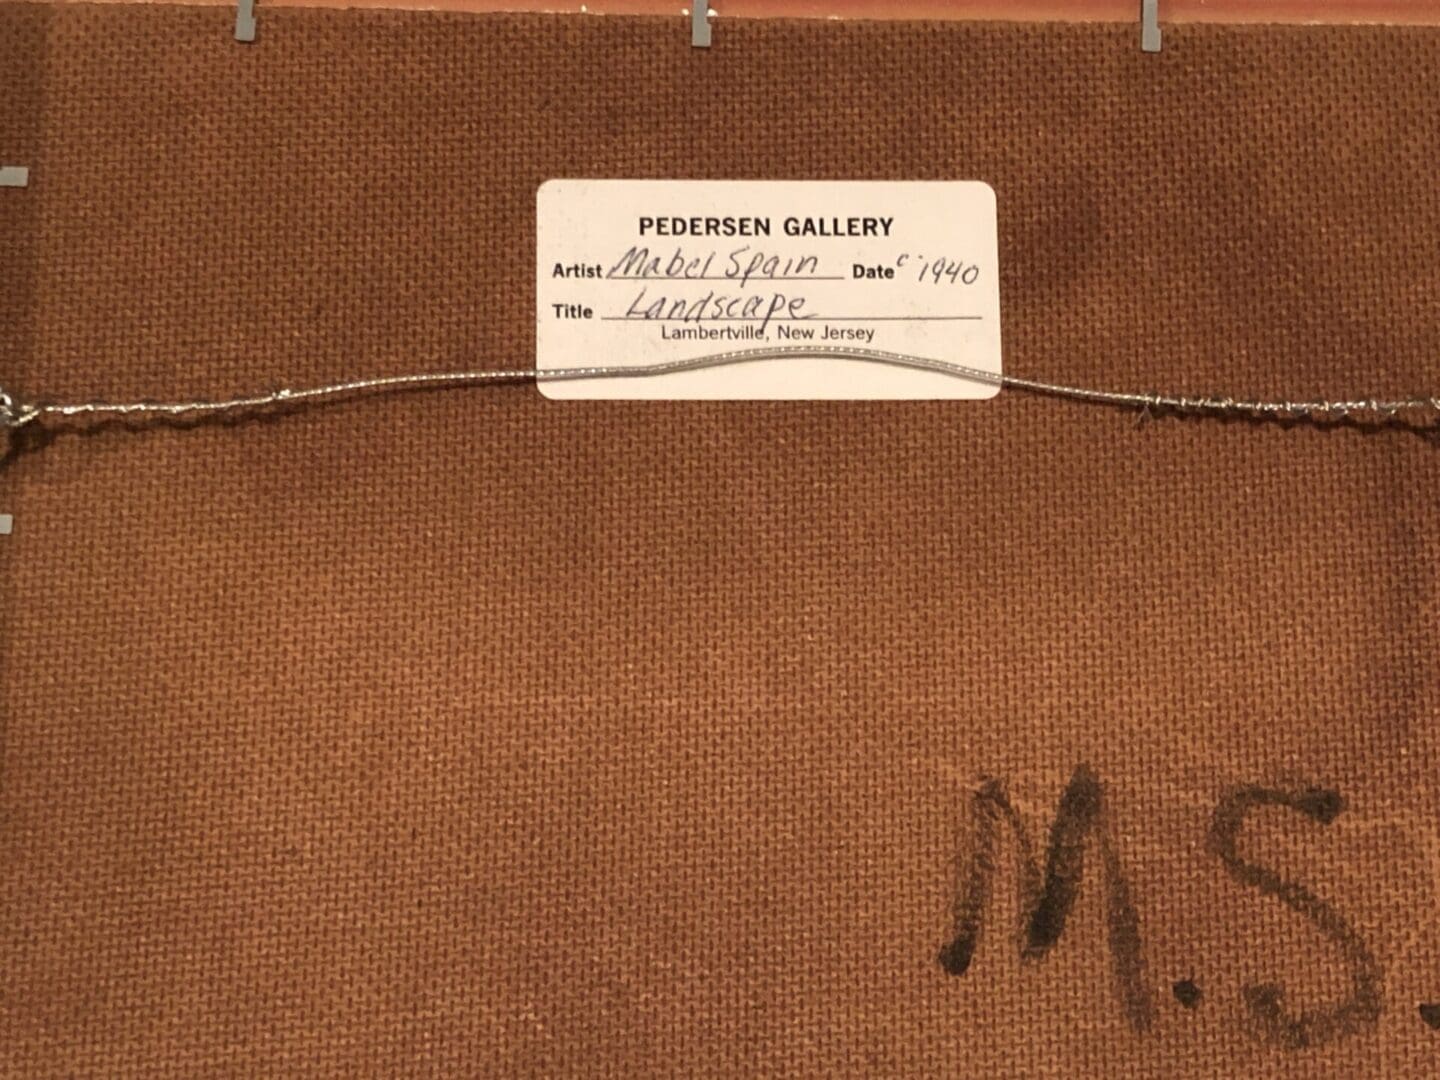 PEDERSEN GALLERY
Artist Mabel Spain Date c. 1940
Title Landscape
Lambertville, New Jersey
M.S.